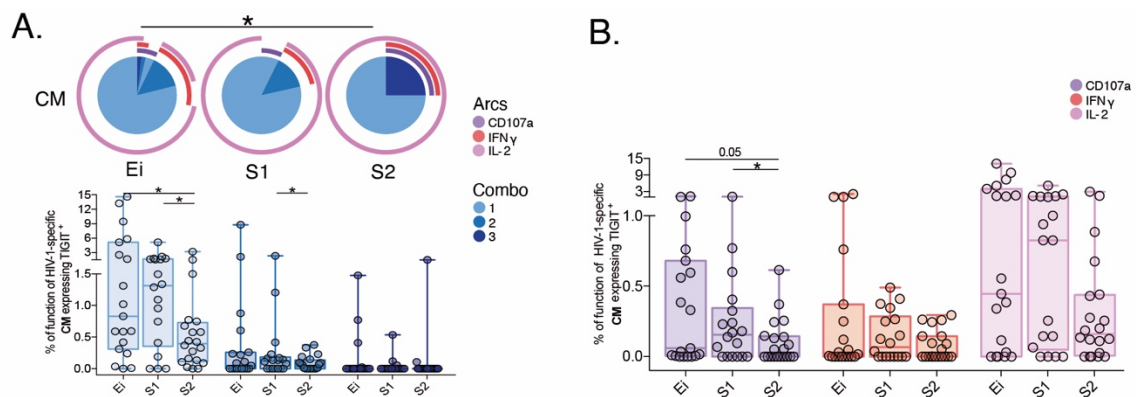 A.
*
CM
Ei
S1
S2
Arcs
CD107a
IFNγ
IL-2
Combo
1
2
3
% of function of HIV-1-specific
CM expressing TIGIT⁺
15
12
9
6
3
1.5
1.0
0.5
0.0
*
*
*
Ei
S1
S2
Ei
S1
S2
Ei
S1
S2
B.
CD107a
IFNγ
IL-2
% of function of HIV-1-specific
CM expressing TIGIT⁺
15
11
7
3
1.0
0.5
0.0
0.05
*
Ei
S1
S2
Ei
S1
S2
Ei
S1
S2